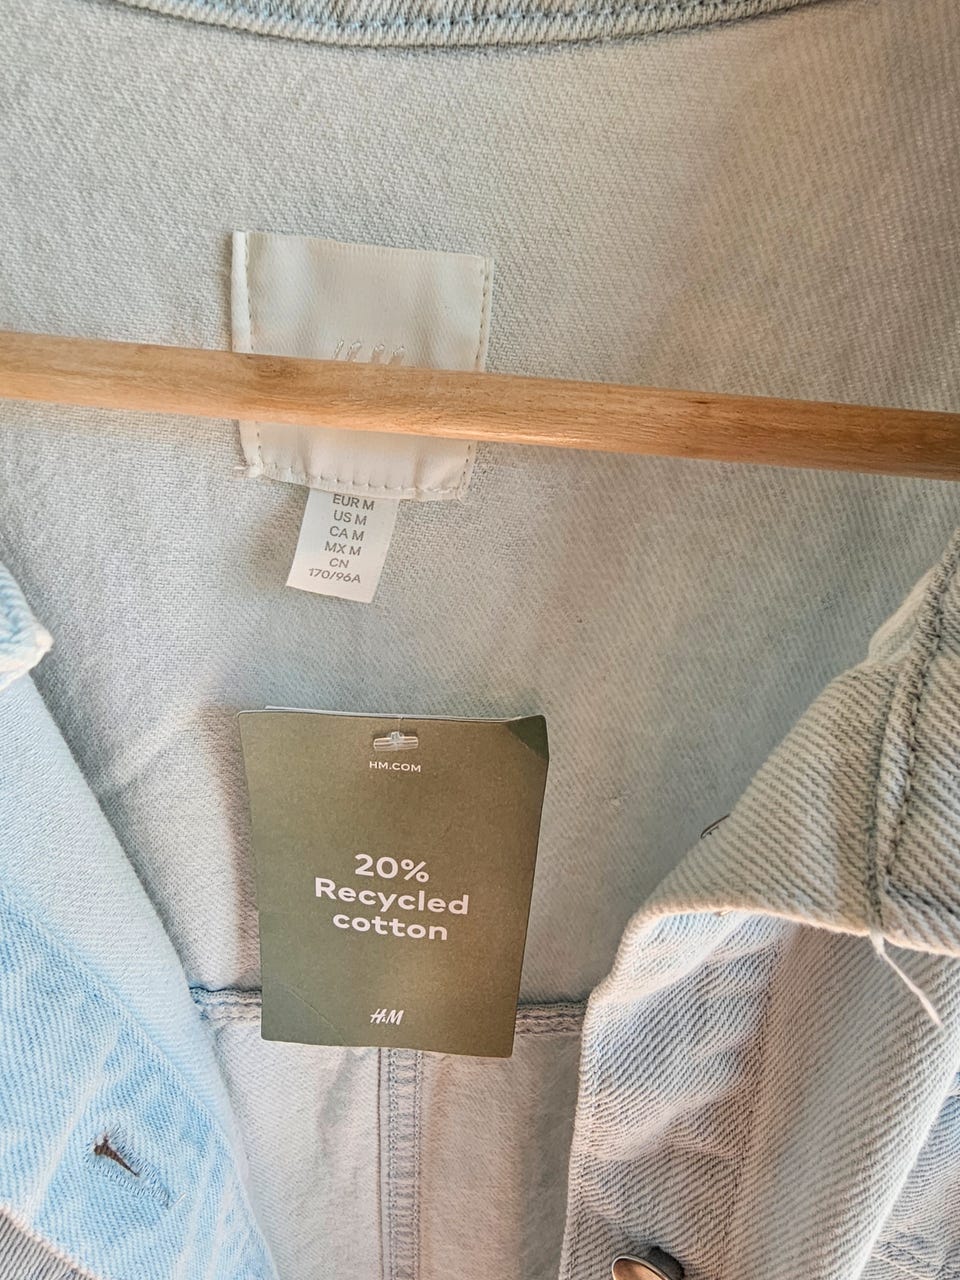 EUR M
US M
CA M
MX M
CN
170/96A
HM.COM
20%
Recycled
cotton
H&M